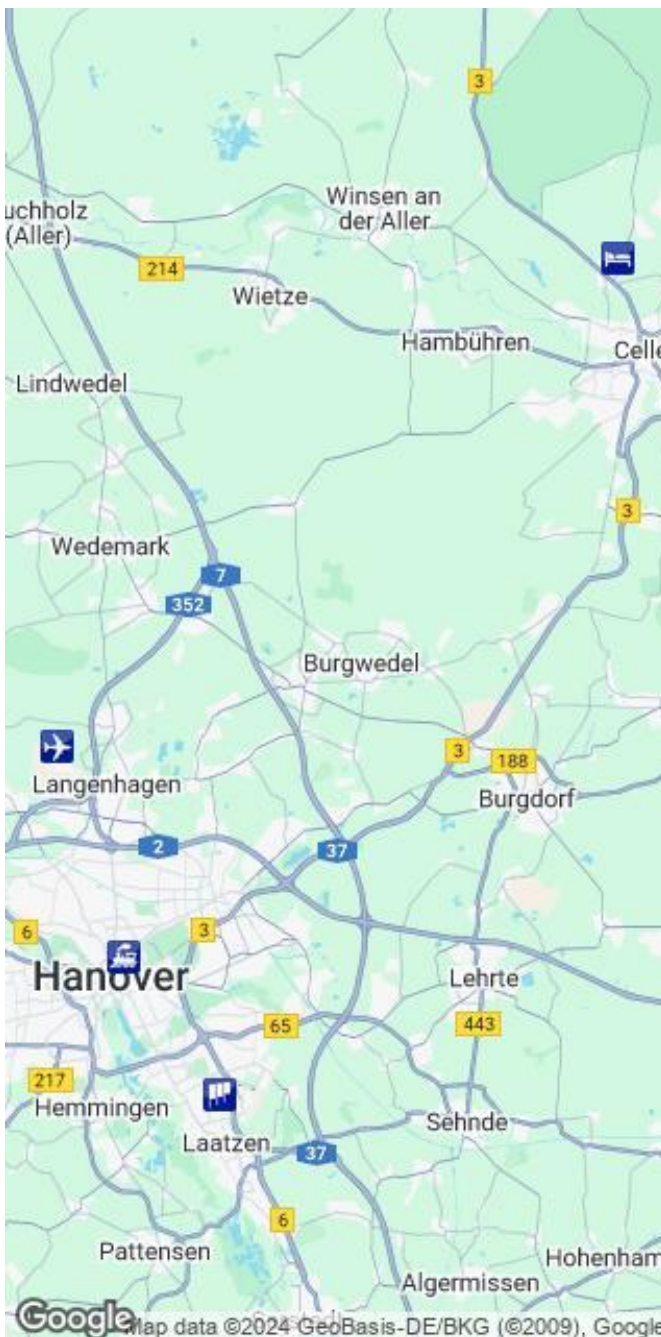 3
Winsen an
der Aller
uchholz
(Aller)
214
Wietze
Hambühren
Celle
Lindwedel
3
Wedemark
7
352
Burgwedel
3
188
Langenhagen
Burgdorf
2
37
6
3
Hanover
Lehrte
65
443
217
Hemmingen
Sehnde
Laatzen
37
6
Pattensen
Hohenham
Algermissen
Google
Map data ©2024 GeoBasis-DE/BKG (©2009), Google